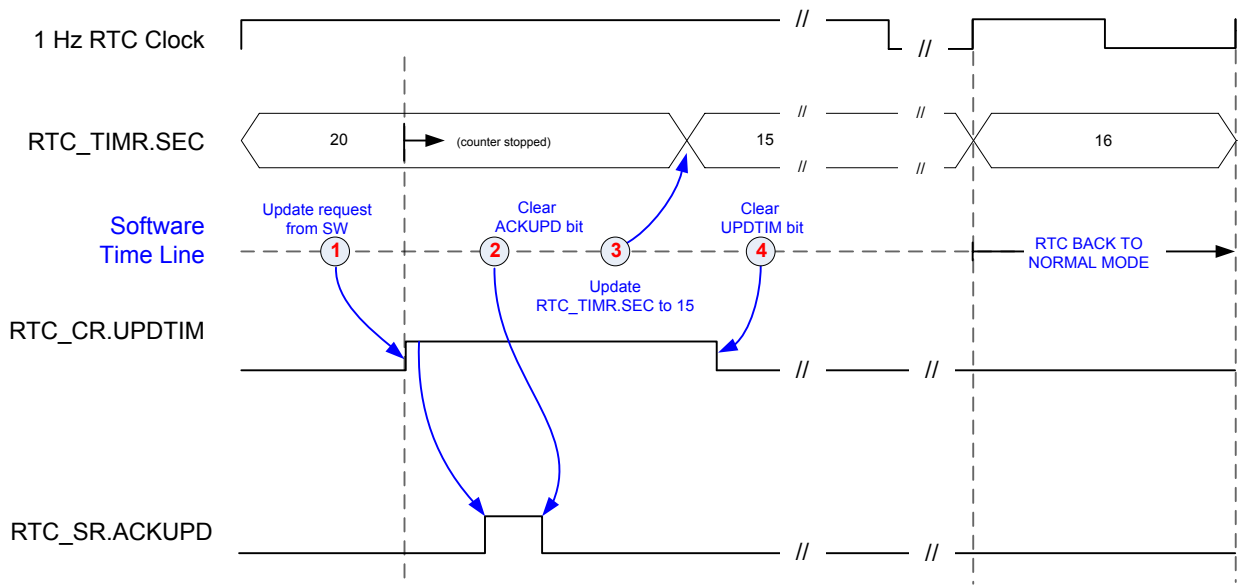 1 Hz RTC Clock
//
//
RTC_TIMR.SEC
20
(counter stopped)
//
//
15
//
//
16
Software
Time Line
Update request
from SW
1
Clear
ACKUPD bit
2
3
Update
RTC_TIMR.SEC to 15
Clear
UPDTIM bit
4
RTC BACK TO
NORMAL MODE
RTC_CR.UPDTIM
//
//
RTC_SR.ACKUPD
//
//